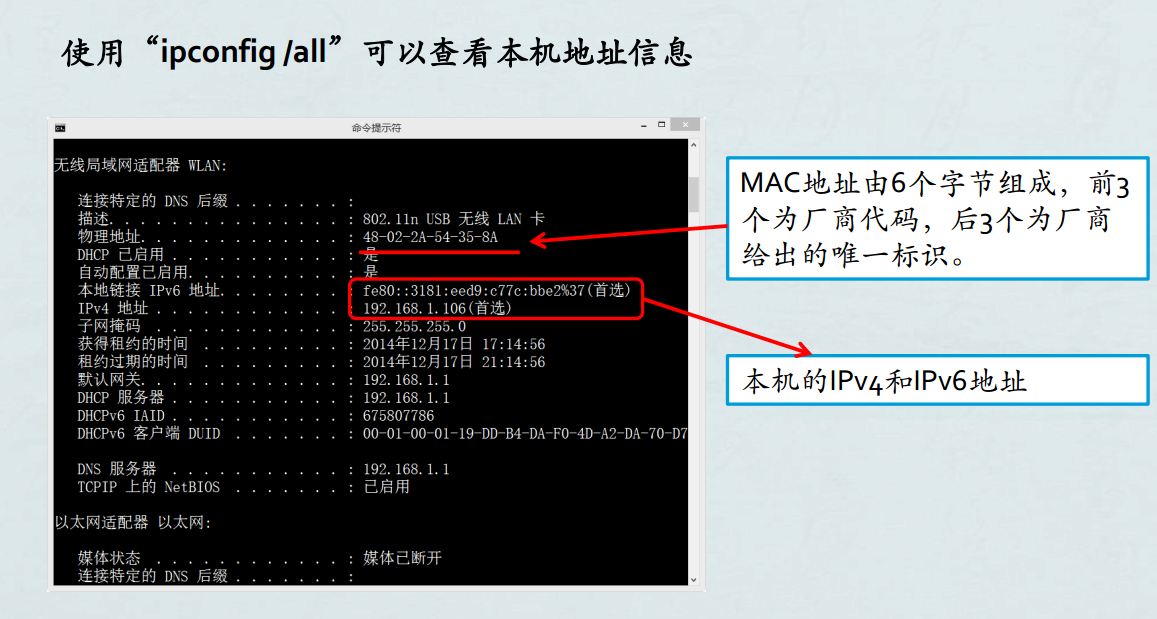 使用“ipconfig /all”可以查看本机地址信息
命令提示符
无线局域网适配器 WLAN:
连接特定的 DNS 后缀 . . . . . . . :
描述. . . . . . . . . . . . . . . : 802.11n USB 无线 LAN 卡
物理地址. . . . . . . . . . . . . : 48-02-2A-54-35-8A
DHCP 已启用 . . . . . . . . . . . : 是
自动配置已启用. . . . . . . . . . : 是
本地链接 IPv6 地址. . . . . . . . : fe80::3181:eed9:c77c:bbe2%37(首选)
IPv4 地址 . . . . . . . . . . . . : 192.168.1.106(首选)
子网掩码 . . . . . . . . . . . . : 255.255.255.0
获得租约的时间 . . . . . . . . . : 2014年12月17日 17:14:56
租约过期的时间 . . . . . . . . . : 2014年12月17日 21:14:56
默认网关. . . . . . . . . . . . . : 192.168.1.1
DHCP 服务器 . . . . . . . . . . . : 192.168.1.1
DHCPv6 IAID . . . . . . . . . . . : 675807786
DHCPv6 客户端 DUID . . . . . . . : 00-01-00-01-19-DD-B4-DA-F0-4D-A2-DA-70-D7
DNS 服务器 . . . . . . . . . . . : 192.168.1.1
TCPIP 上的 NetBIOS . . . . . . . : 已启用
以太网适配器 以太网:
媒体状态 . . . . . . . . . . . . : 媒体已断开
连接特定的 DNS 后缀 . . . . . . . :
MAC地址由6个字节组成，前3
个为厂商代码，后3个为厂商
给出的唯一标识。
本机的IPv4和IPv6地址